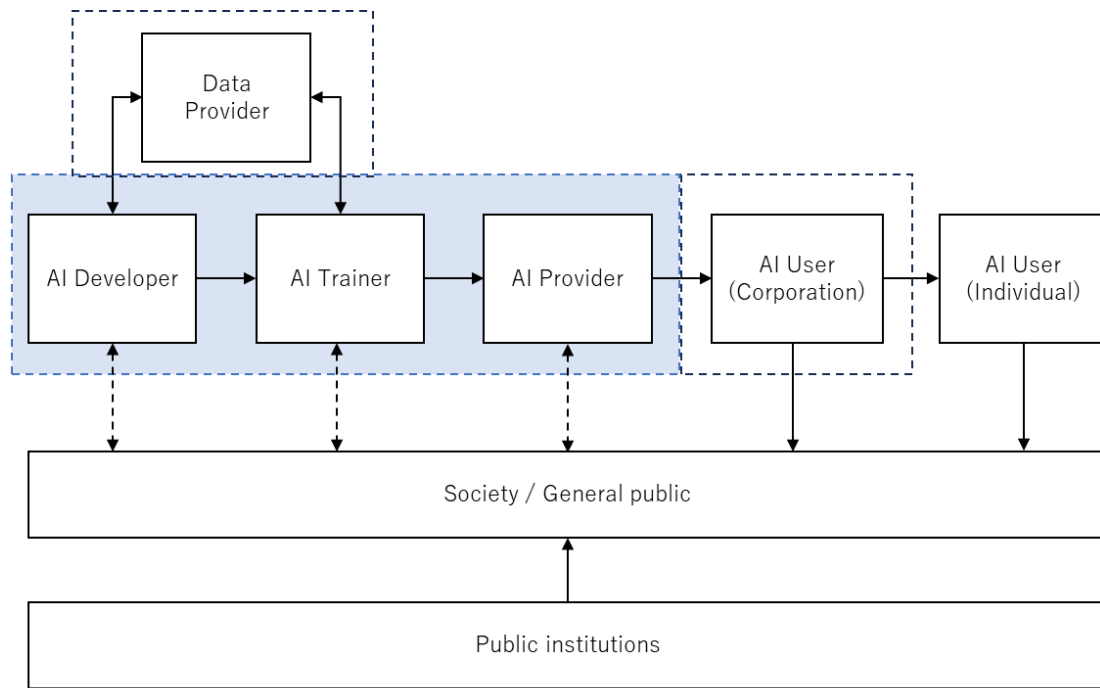 Data
Provider
AI Developer
AI Trainer
AI Provider
AI User
(Corporation)
AI User
(Individual)
Society / General public
Public institutions